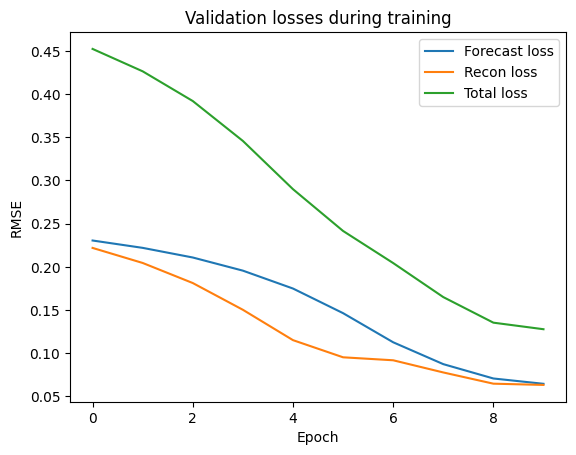 Validation losses during training
Forecast loss
Recon loss
Total loss
0.45
0.40
0.35
0.30
0.25
0.20
0.15
0.10
0.05
RMSE
0
2
4
6
8
Epoch